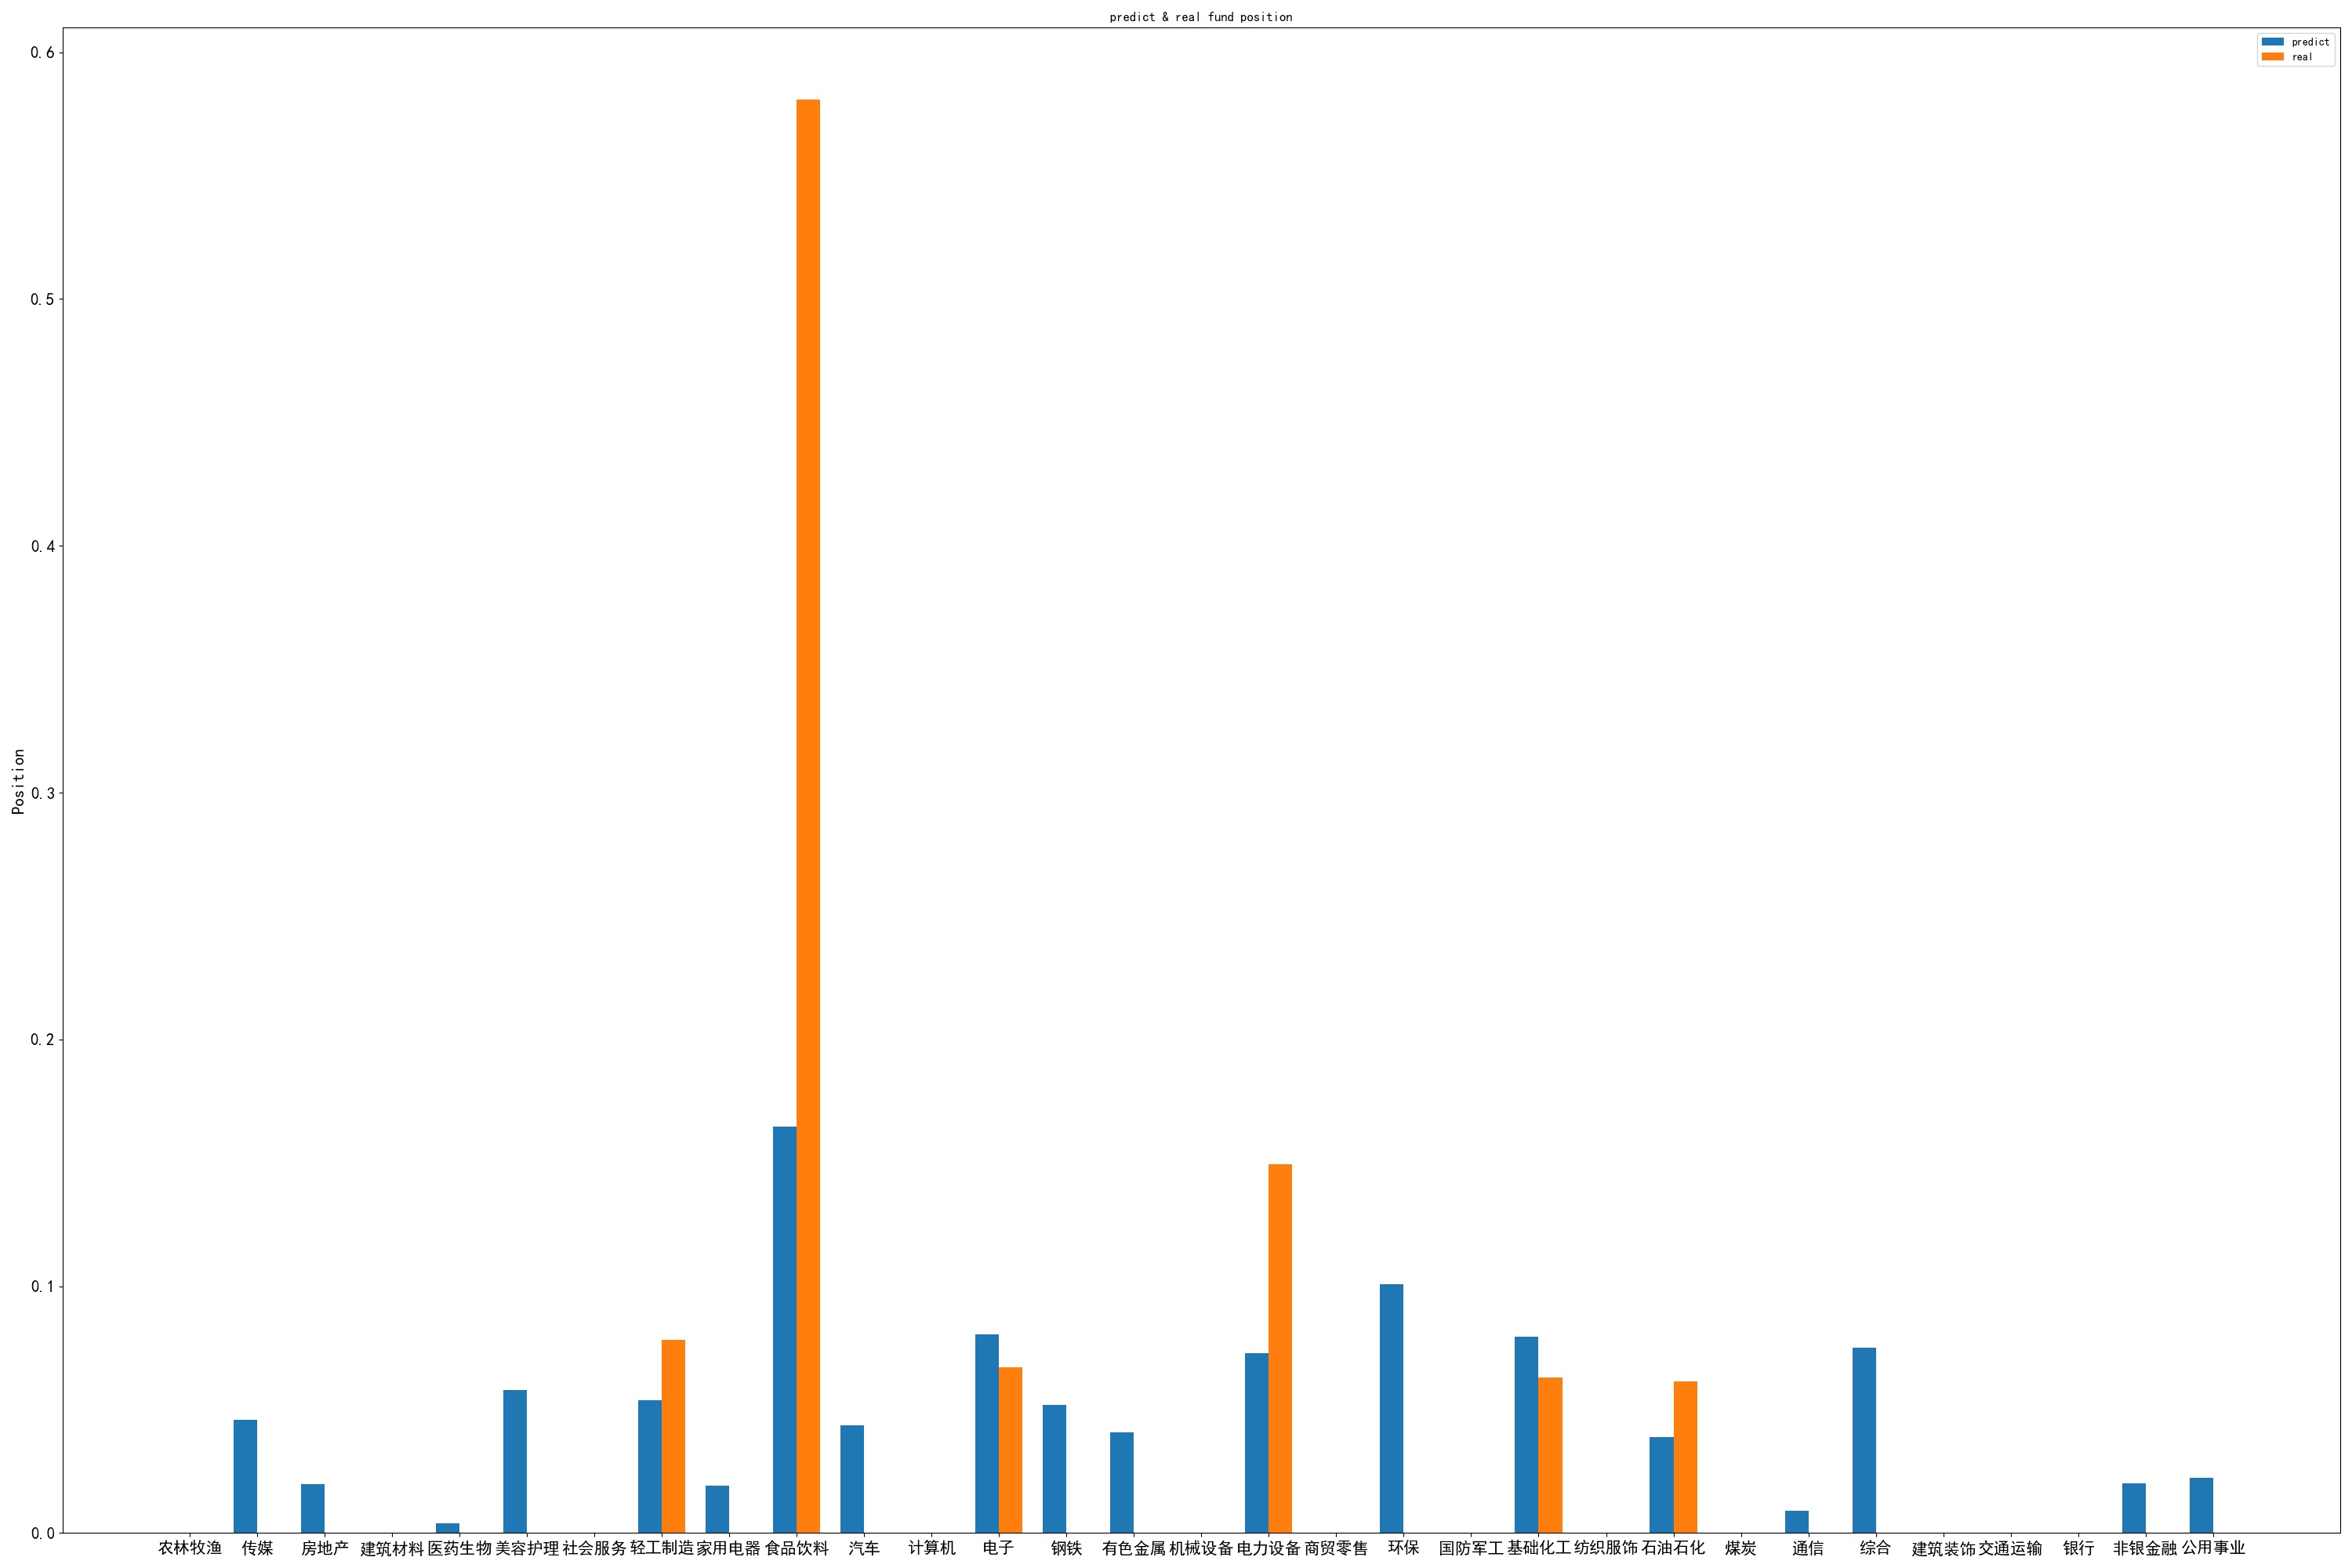 predict & real fund position
predict
real
0.6
0.5
0.4
0.3
0.2
0.1
0.0
Position
农林牧渔 传媒 房地产 建筑材料 医药生物 美容护理 社会服务 轻工制造 家用电器 食品饮料 汽车 计算机 电子 钢铁 有色金属 机械设备 电力设备 商贸零售 环保 国防军工 基础化工 纺织服饰 石油石化 煤炭 通信 综合 建筑装饰 交通运输 银行 非银金融 公用事业